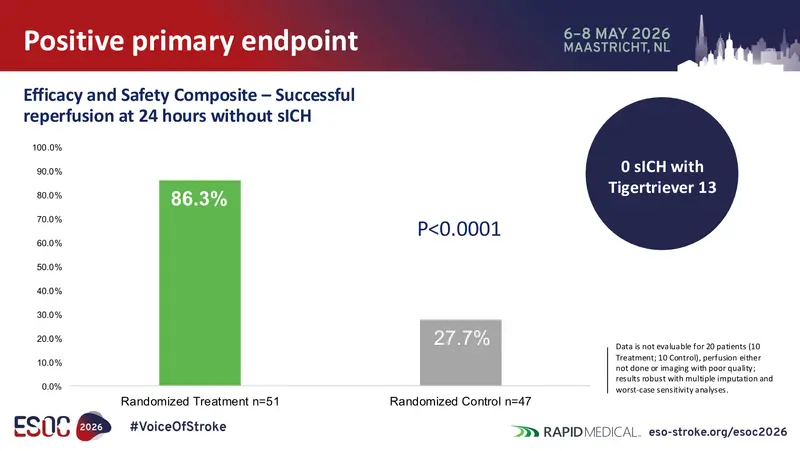 Positive primary endpoint
6–8 MAY 2026
MAASTRICHT, NL
Efficacy and Safety Composite – Successful
reperfusion at 24 hours without sICH
100.0%
90.0%
80.0%
70.0%
60.0%
50.0%
40.0%
30.0%
20.0%
10.0%
0.0%
86.3%
P<0.0001
27.7%
Randomized Treatment n=51
Randomized Control n=47
0 sICH with
Tigertriever 13
Data is not evaluable for 20 patients (10
Treatment; 10 Control), perfusion either
not done or imaging with poor quality;
results robust with multiple imputation and
worst-case sensitivity analyses.
ESOC 2026
#VoiceOfStroke
RAPIDMEDICAL
eso-stroke.org/esoc2026